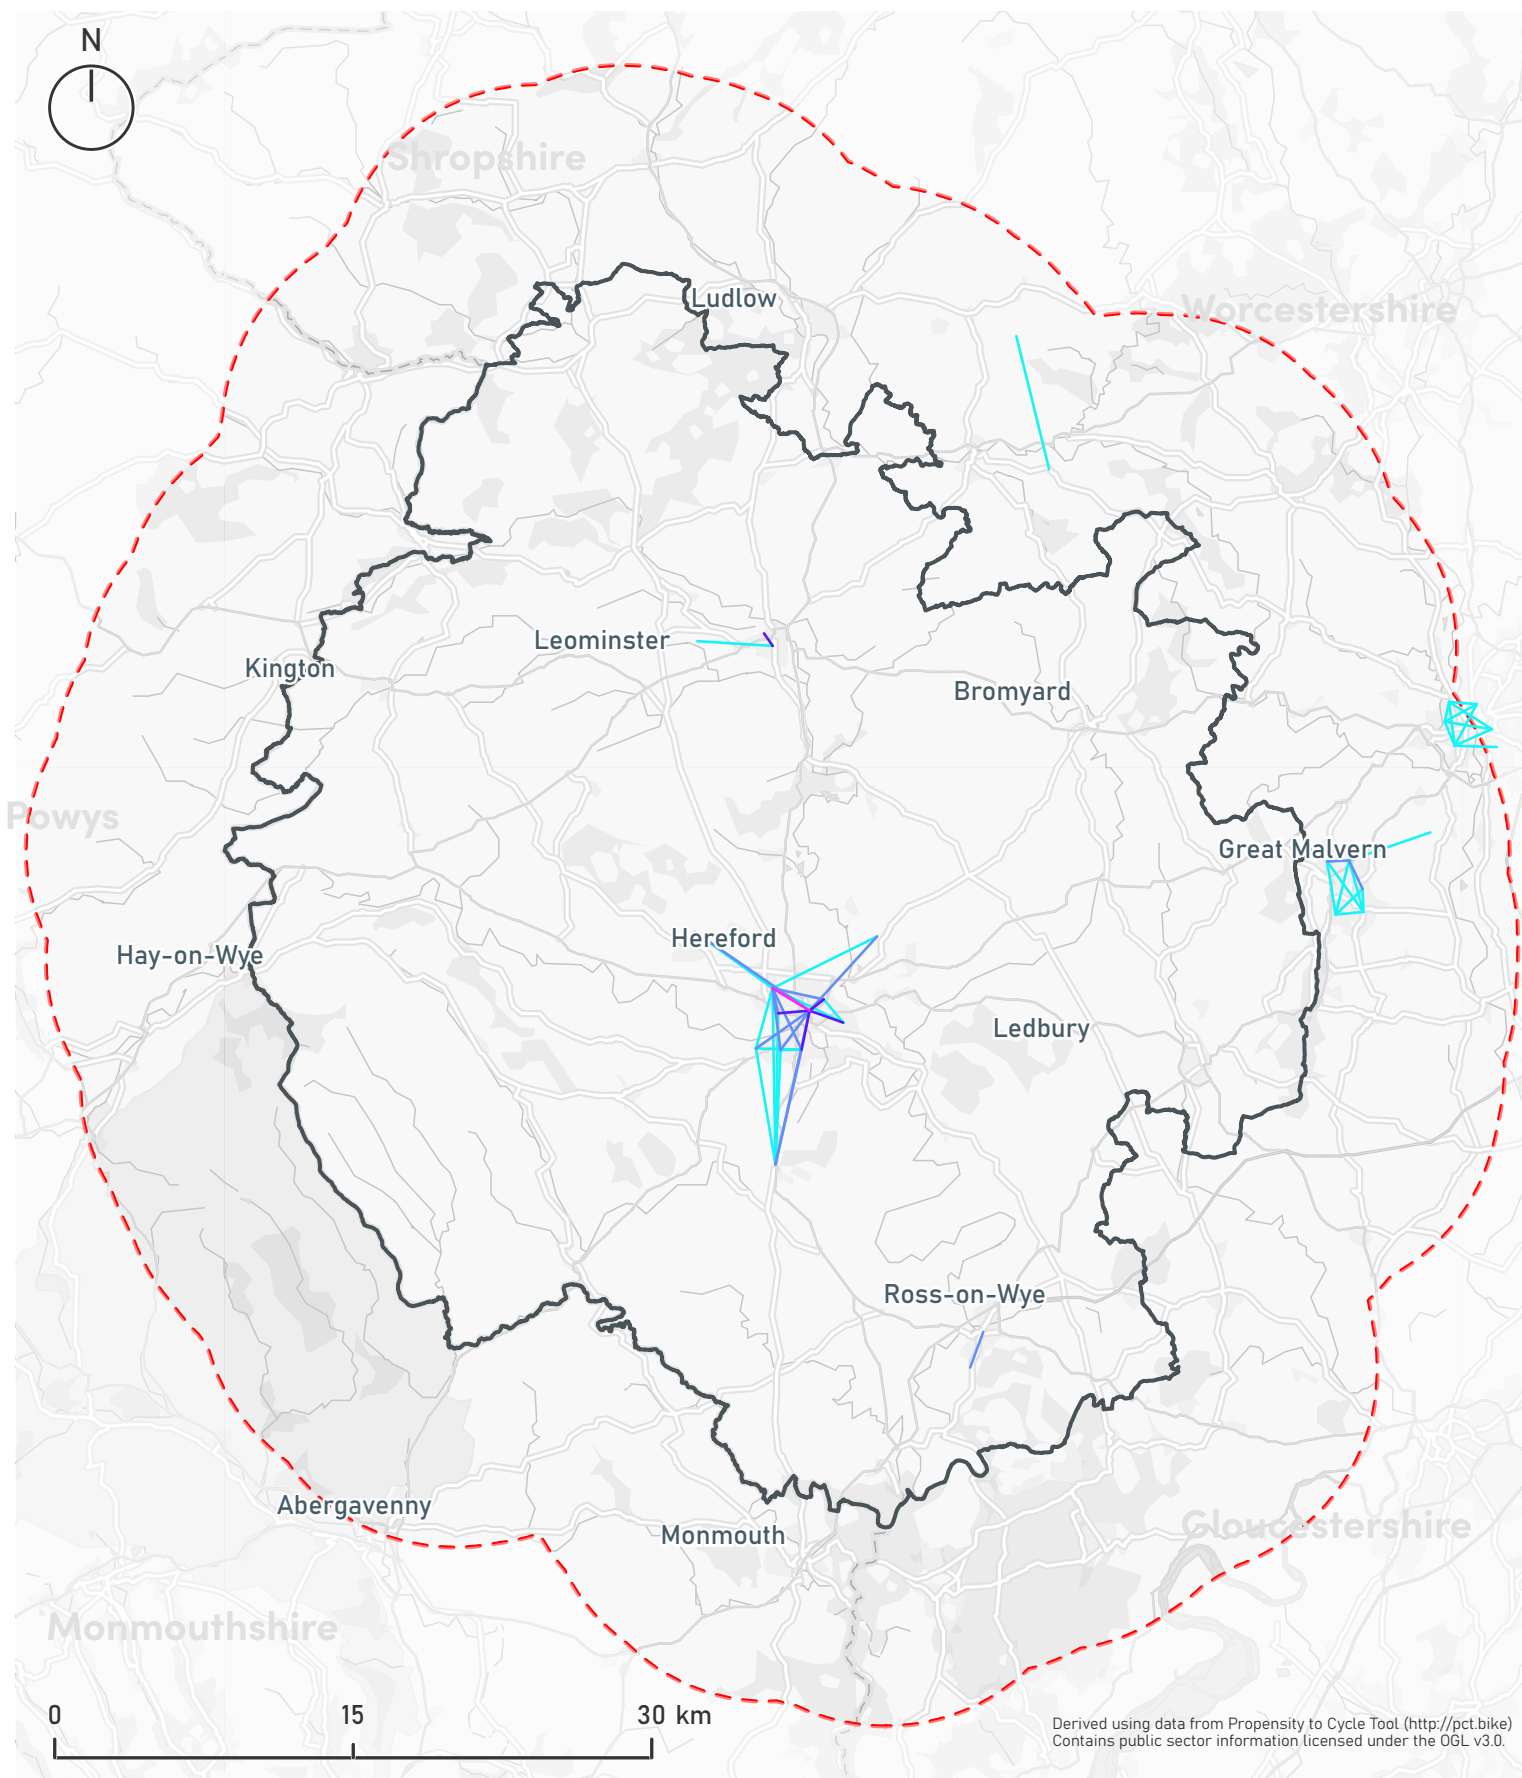 N
Shropshire
Ludlow
Worcestershire
Leominster
Kington
Bromyard
Powys
Great Malvern
Hereford
Hay-on-Wye
Ledbury
Ross-on-Wye
Abergavenny
Gloucestershire
Monmouth
Monmouthshire
0 15 30 km
Derived using data from Propensity to Cycle Tool (http://pct.bike)
Contains public sector information licensed under the OGL v3.0.